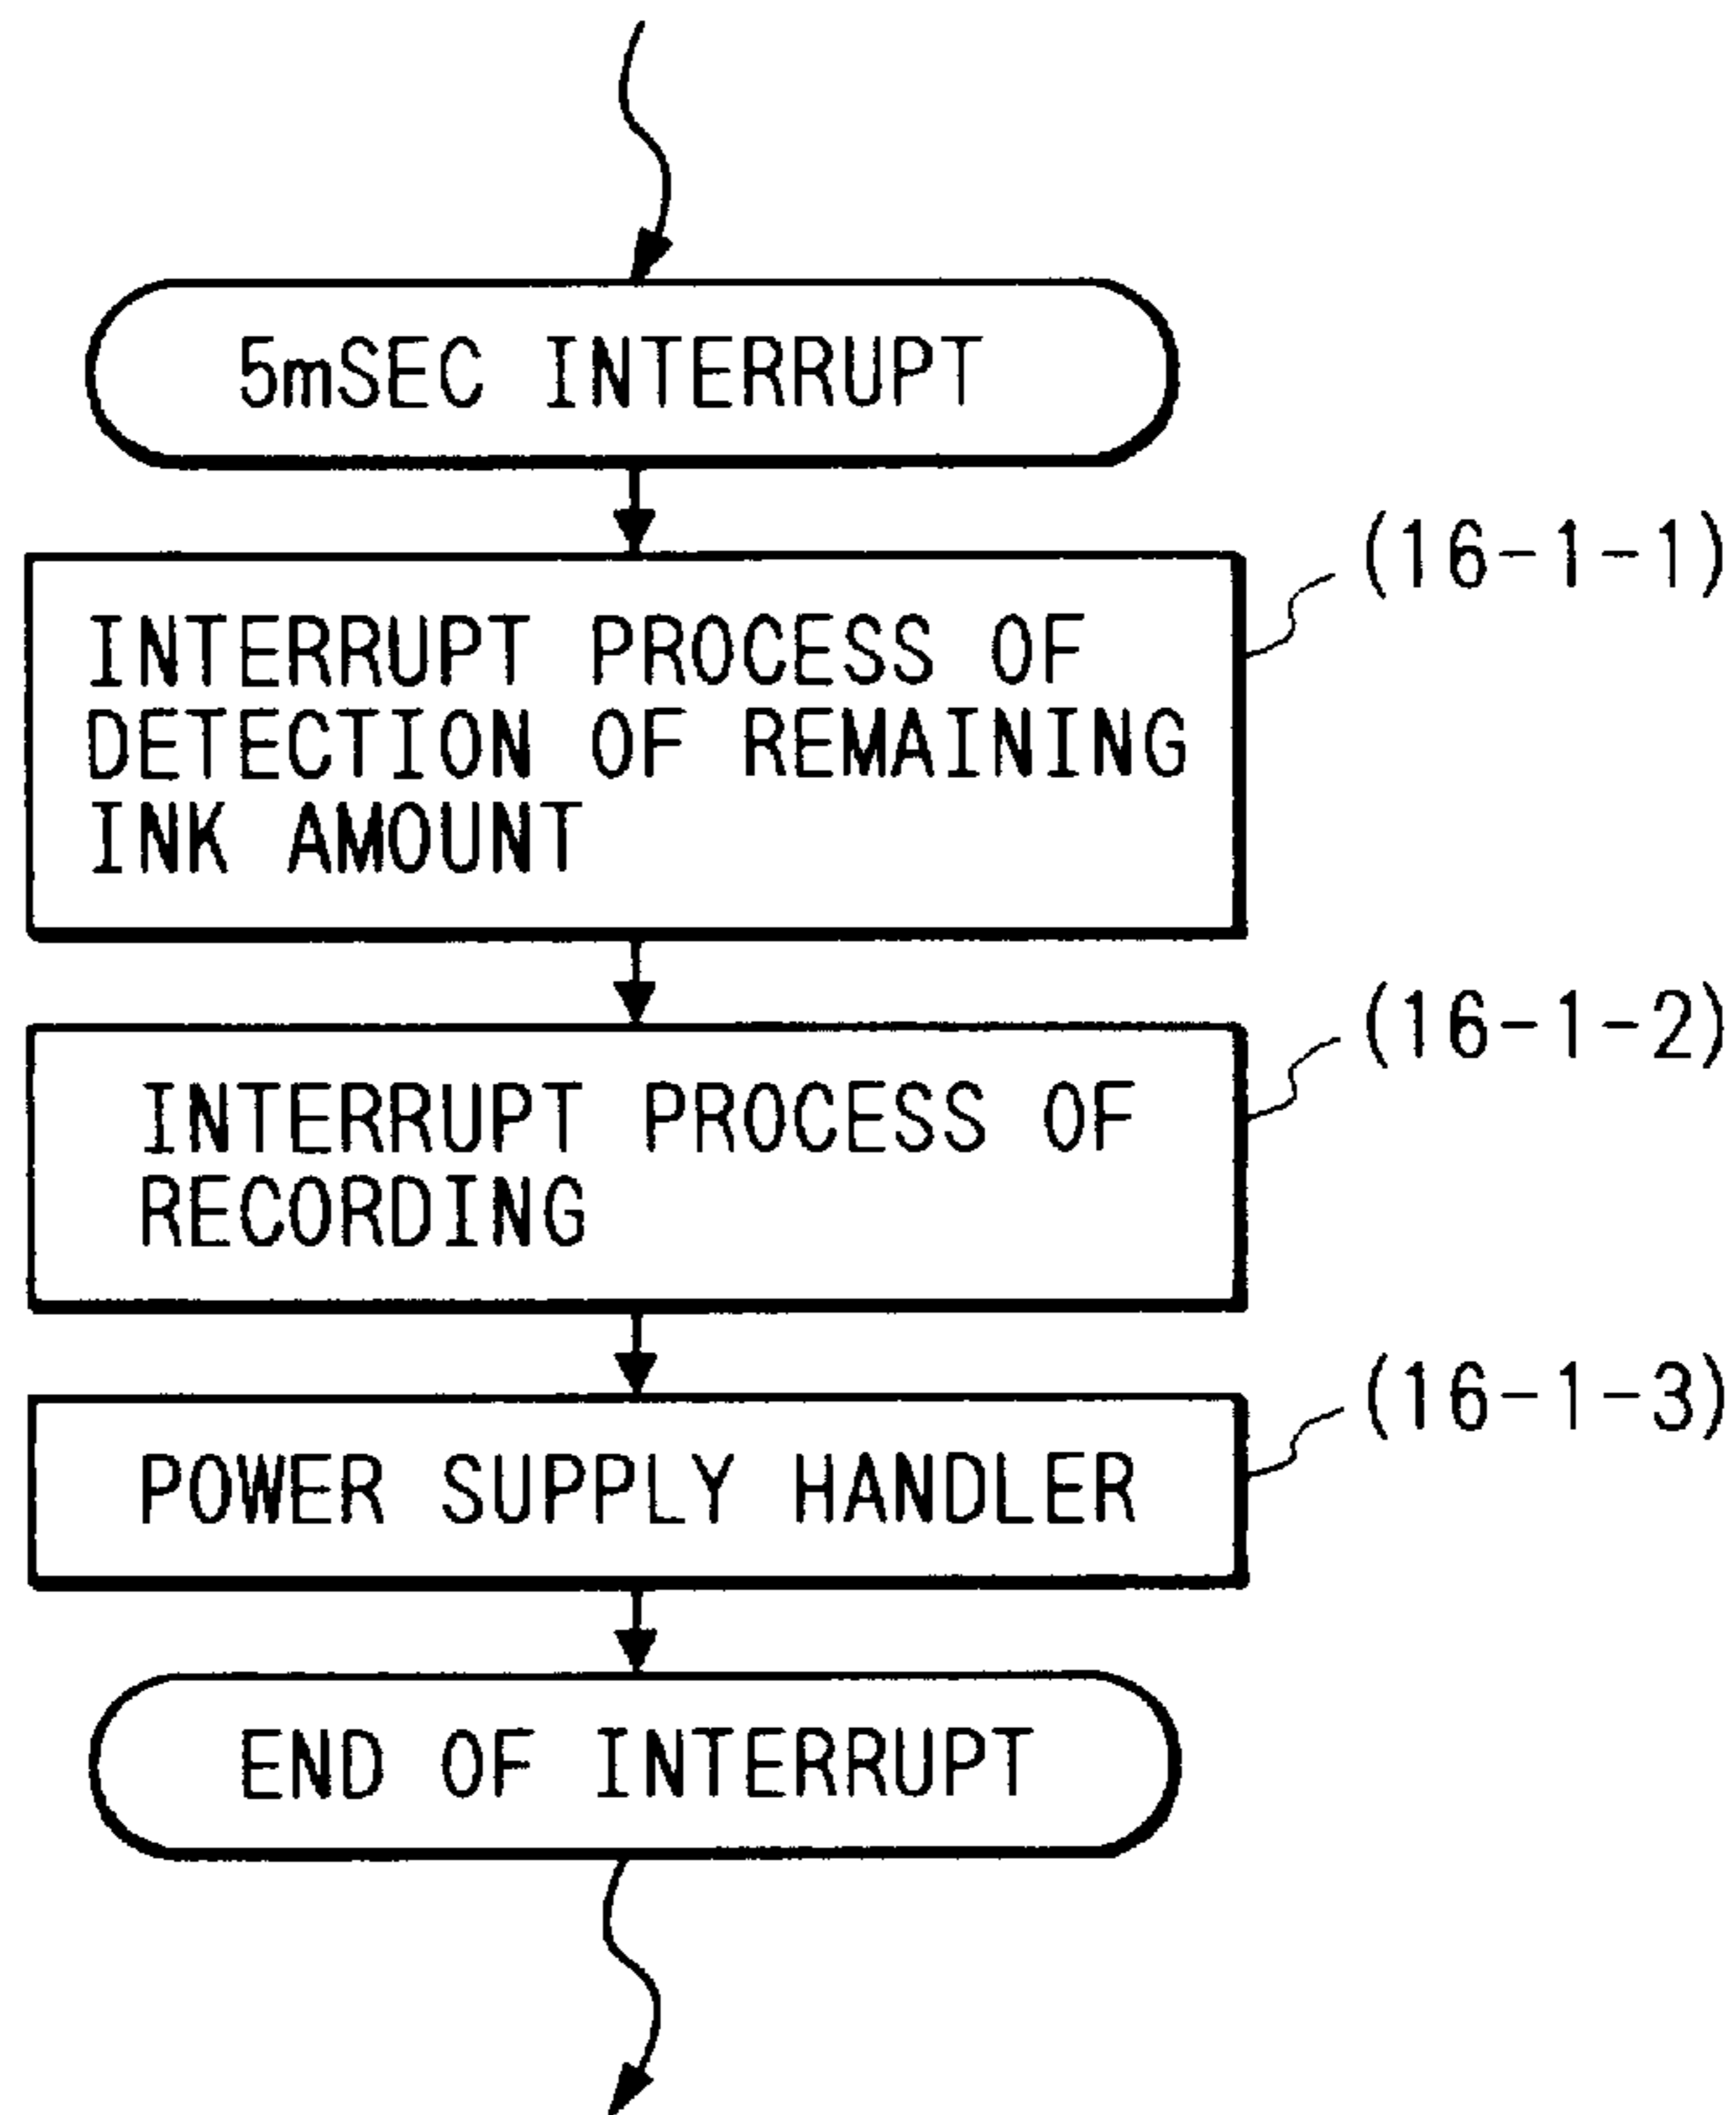 5mSEC INTERRUPT
(16-1-1)
INTERRUPT PROCESS OF
DETECTION OF REMAINING
INK AMOUNT
(16-1-2)
INTERRUPT PROCESS OF
RECORDING
(16-1-3)
POWER SUPPLY HANDLER
END OF INTERRUPT